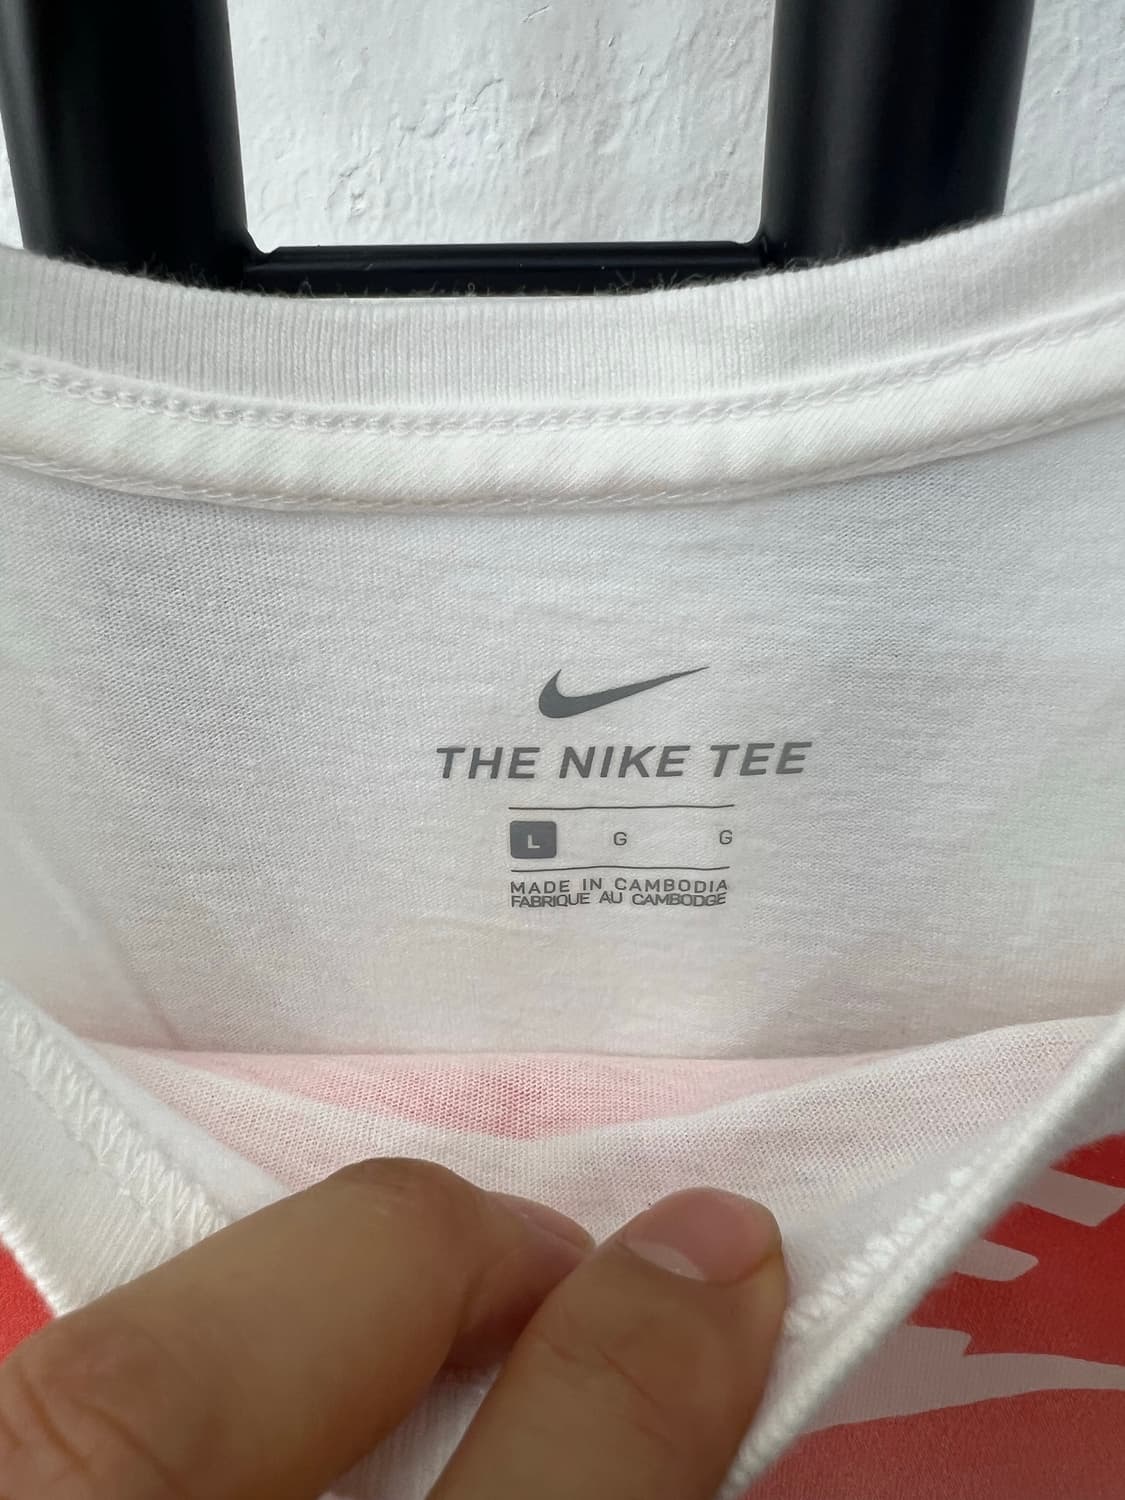 THE NIKE TEE
L G G
MADE IN CAMBODIA
FABRIQUE AU CAMBODGE